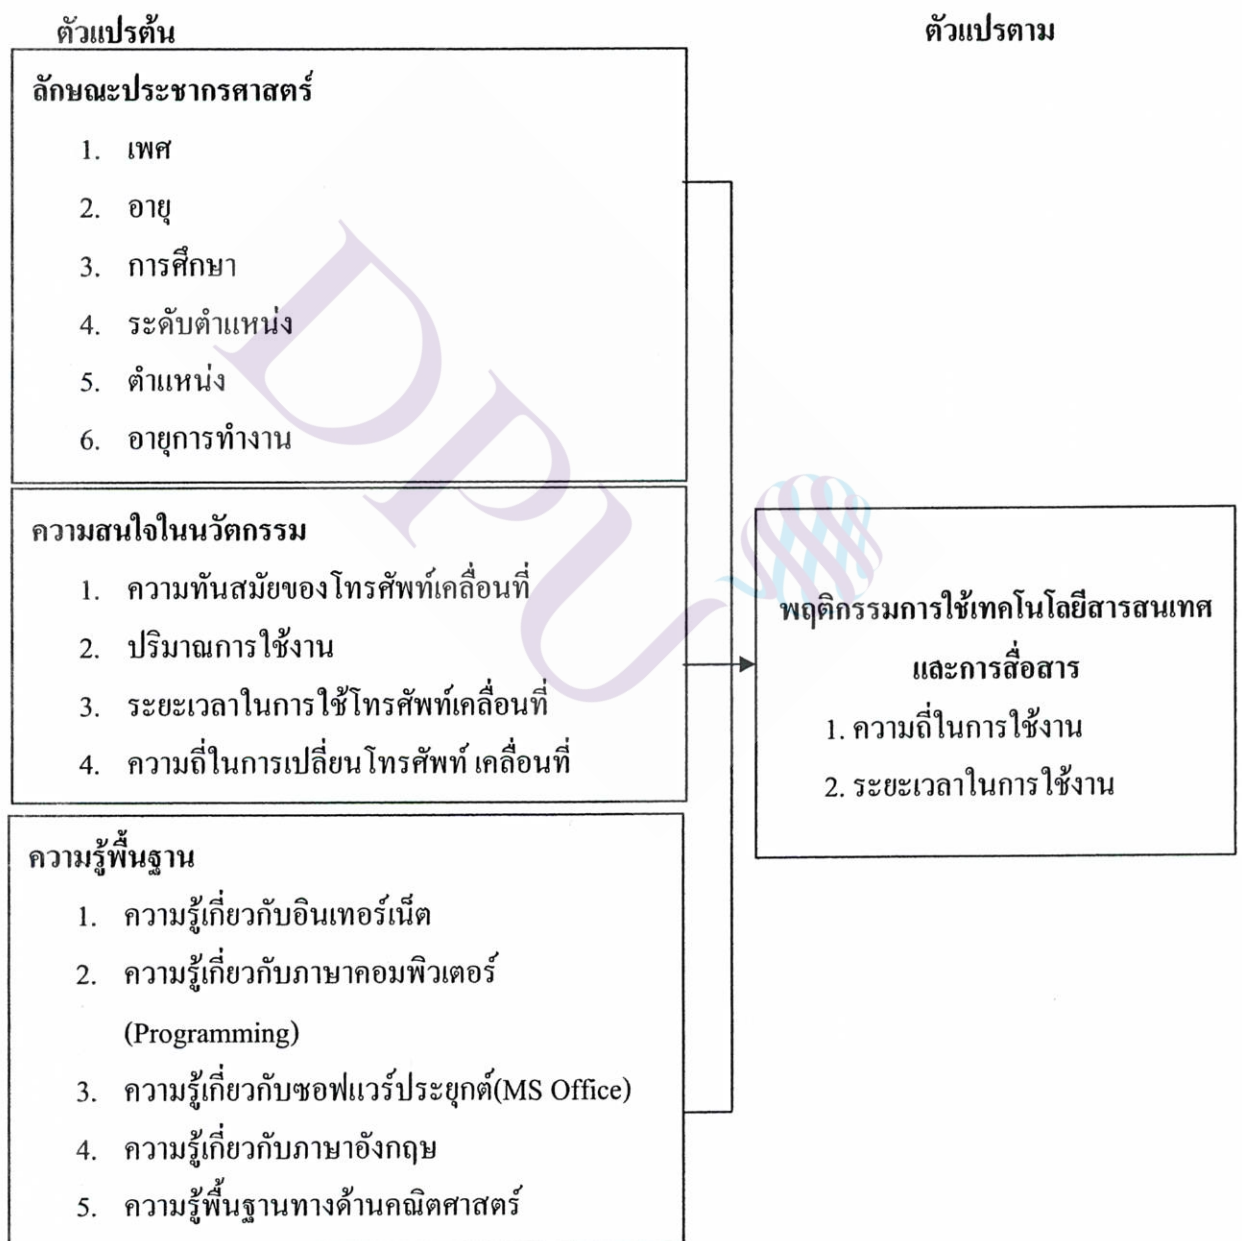 ตัวแปรต้น
ตัวแปรตาม
ลักษณะประชากรศาสตร์
1. เพศ
2. อายุ
3. การศึกษา
4. ระดับตำแหน่ง
5. ตำแหน่ง
6. อายุการทำงาน
ความสนใจในนวัตกรรม
1. ความทันสมัยของโทรศัพท์เคลื่อนที่
2. ปริมาณการใช้งาน
3. ระยะเวลาในการใช้โทรศัพท์เคลื่อนที่
4. ความถี่ในการเปลี่ยนโทรศัพท์ เคลื่อนที่
ความรู้พื้นฐาน
1. ความรู้เกี่ยวกับอินเทอร์เน็ต
2. ความรู้เกี่ยวกับภาษาคอมพิวเตอร์
(Programming)
3. ความรู้เกี่ยวกับซอฟแวร์ประยุกต์(MS Office)
4. ความรู้เกี่ยวกับภาษาอังกฤษ
5. ความรู้พื้นฐานทางด้านคณิตศาสตร์
พฤติกรรมการใช้เทคโนโลยีสารสนเทศ
และการสื่อสาร
1. ความถี่ในการใช้งาน
2. ระยะเวลาในการใช้งาน
DPU